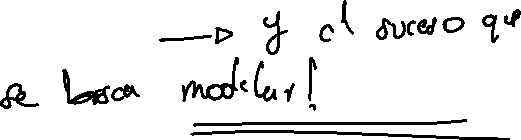 → y el suceso que
se busca modelar!